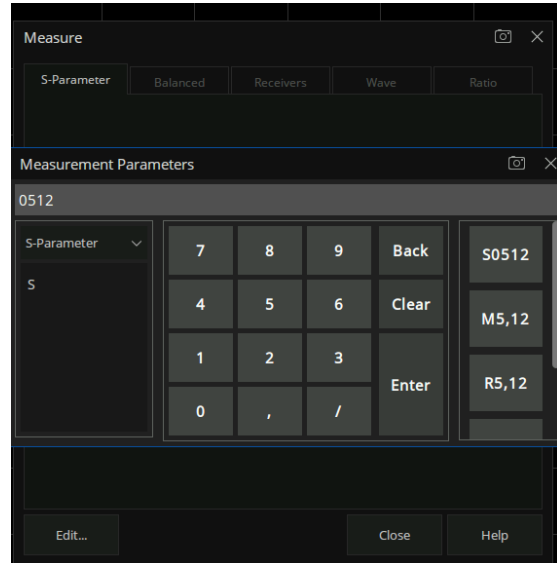 Measure
S-Parameter Balanced Receivers Wave Ratio
Measurement Parameters
0512
S-Parameter
S
7 8 9 Back
4 5 6 Clear
1 2 3 Enter
0 , /
S0512
M5,12
R5,12
Edit... Close Help